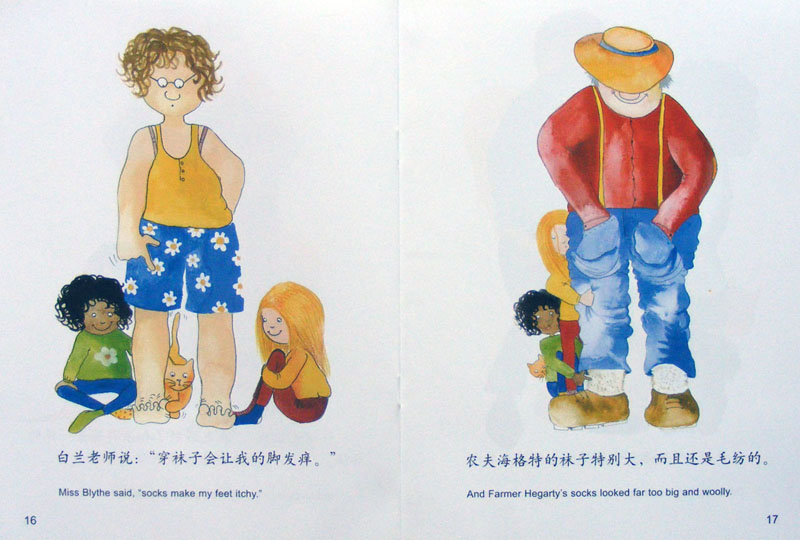 白兰老师说：“穿袜子会让我的脚发痒。”
Miss Blythe said, “socks make my feet itchy.”
16
农夫海格特的袜子特别大，而且还是毛纺的。
And Farmer Hegarty's socks looked far too big and woolly.
17